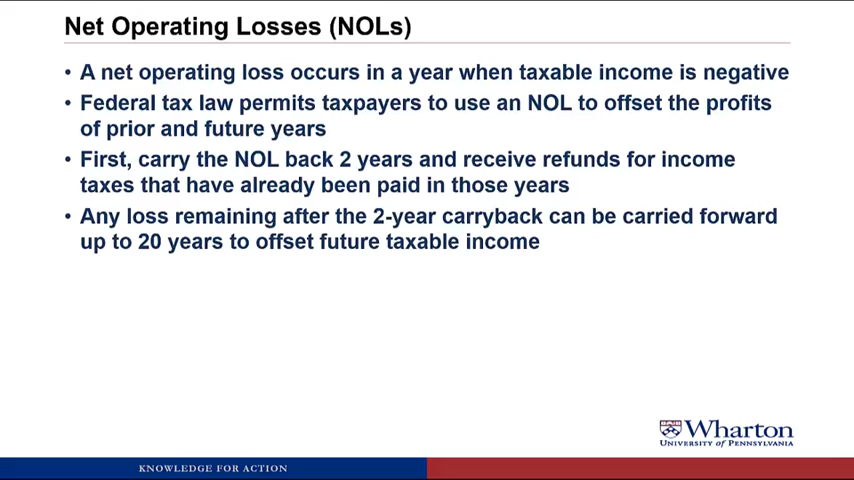 Net Operating Losses (NOLs)
• A net operating loss occurs in a year when taxable income is negative
• Federal tax law permits taxpayers to use an NOL to offset the profits
of prior and future years
• First, carry the NOL back 2 years and receive refunds for income
taxes that have already been paid in those years
• Any loss remaining after the 2-year carryback can be carried forward
up to 20 years to offset future taxable income
Wharton
UNIVERSITY of PENNSYLVANIA
KNOWLEDGE FOR ACTION